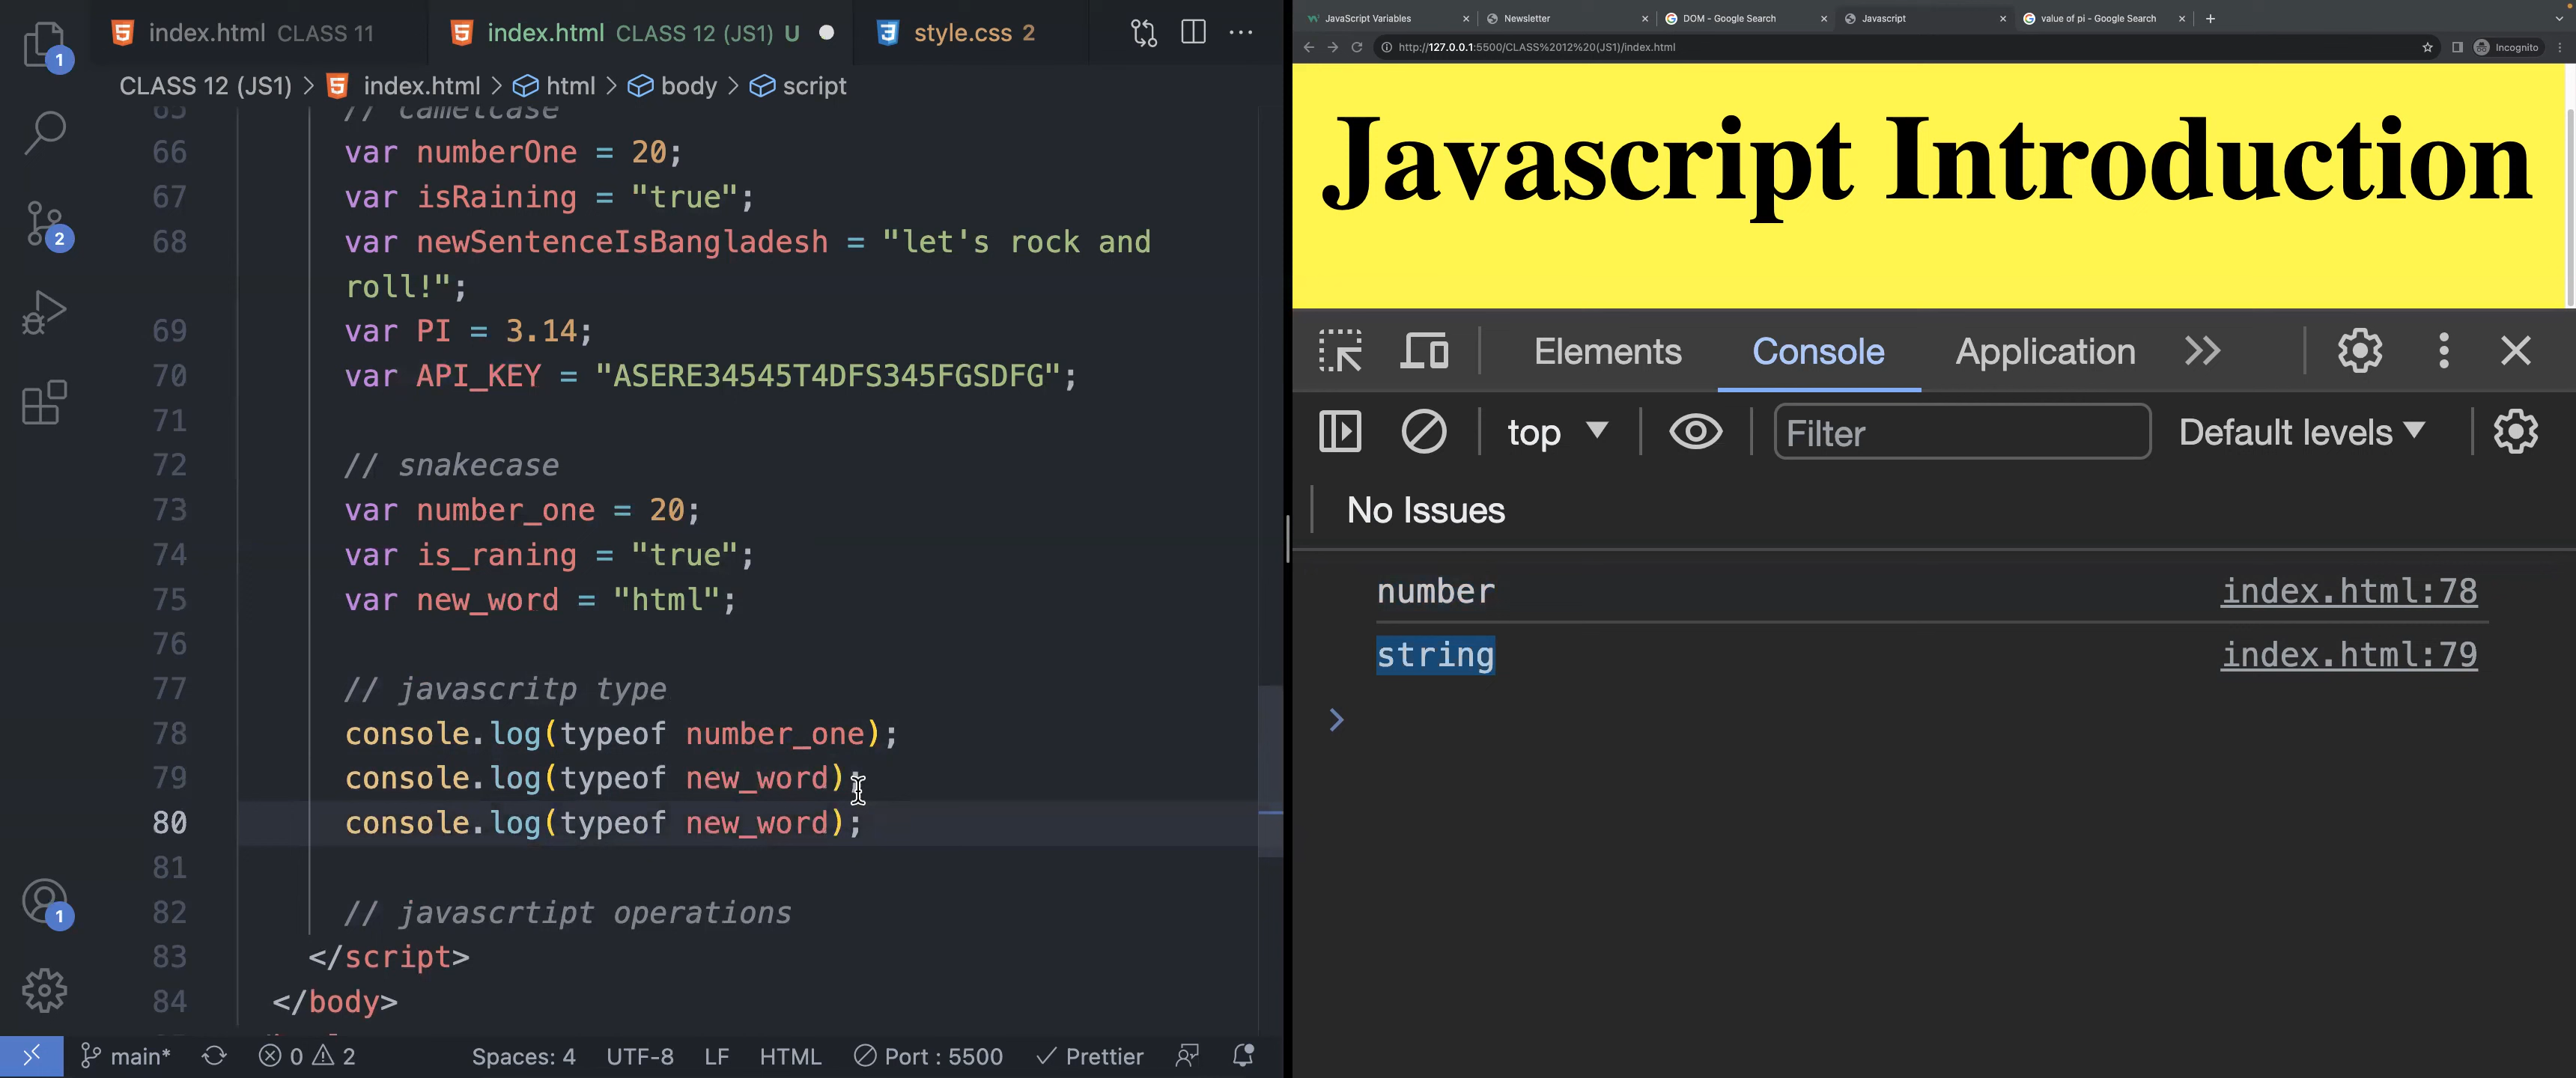 index.html CLASS 11
index.html CLASS 12 (JS1) U
style.css 2
CLASS 12 (JS1) > index.html > html > body > script
65 // camelcase
66 var numberOne = 20;
67 var isRaining = "true";
68 var newSentenceIsBangladesh = "let's rock and
roll!";
69 var PI = 3.14;
70 var API_KEY = "ASERE34545T4DFS345FGSDFG";
71
72 // snakecase
73 var number_one = 20;
74 var is_raning = "true";
75 var new_word = "html";
76
77 // javascritp type
78 console.log(typeof number_one);
79 console.log(typeof new_word);
80 console.log(typeof new_word);
81
82 // javascrtipt operations
83 </script>
84 </body>
1
2
1
main* 0 2 Spaces: 4 UTF-8 LF HTML Port : 5500 Prettier
JavaScript Variables
Newsletter
DOM - Google Search
Javascript
value of pi - Google Search
http://127.0.0.1:5500/CLASS%2012%20(JS1)/index.html
Incognito
Javascript Introduction
Elements Console Application
top Filter Default levels
No Issues
number index.html:78
string index.html:79